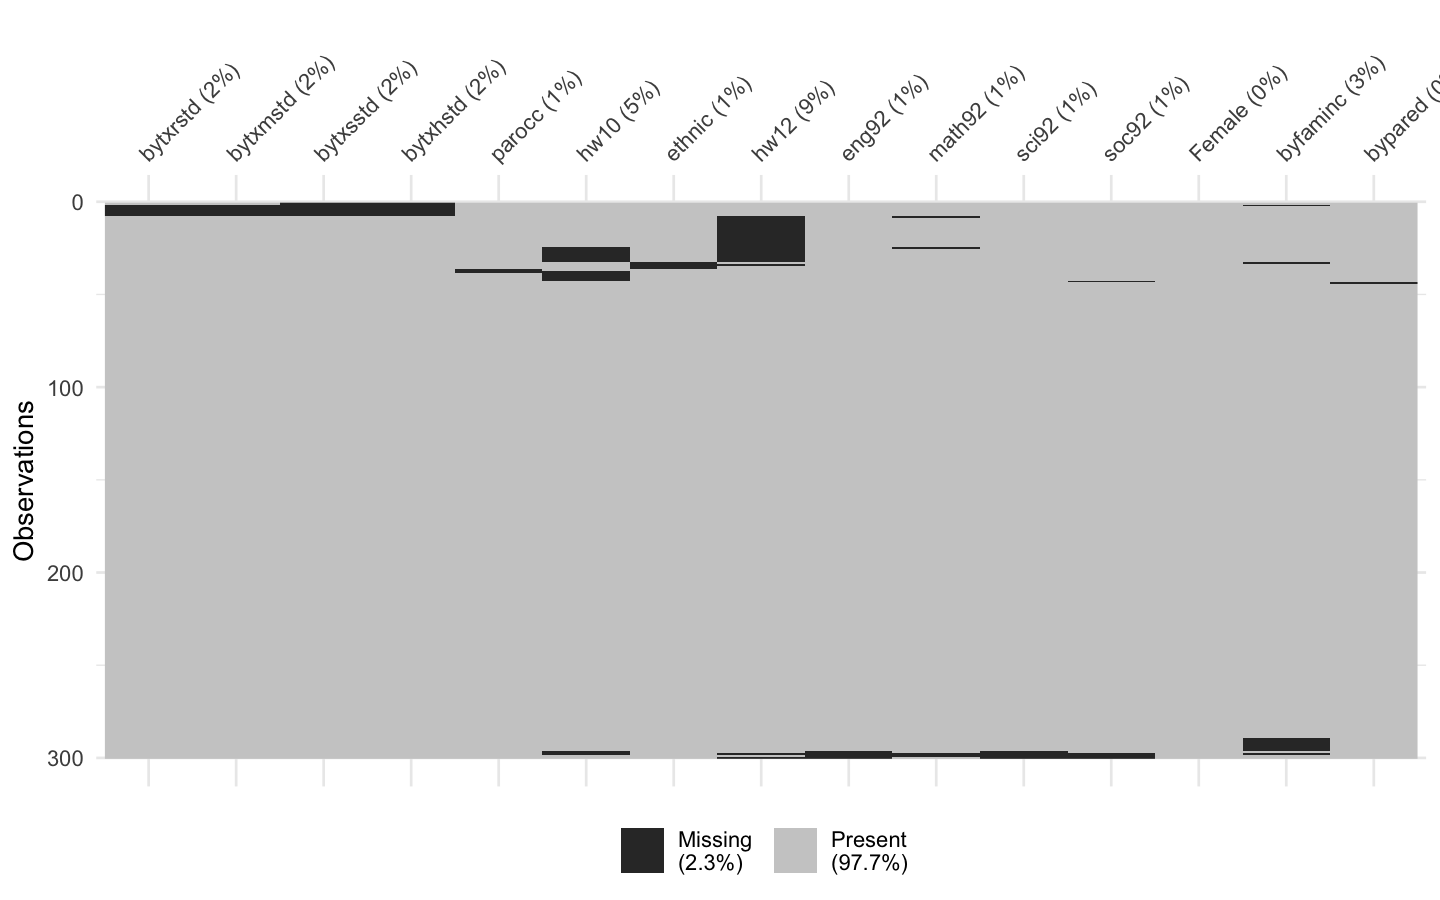 bytxrstd (2%)
bytxmstd (2%)
bytxsstd (2%)
bytxhstd (2%)
parocc (1%)
hw10 (5%)
ethnic (1%)
hw12 (9%)
eng92 (1%)
math92 (1%)
sci92 (1%)
soc92 (1%)
Female (0%)
byfaminc (3%)
bypared (0
0
100
200
300
Observations
Missing
(2.3%)
Present
(97.7%)